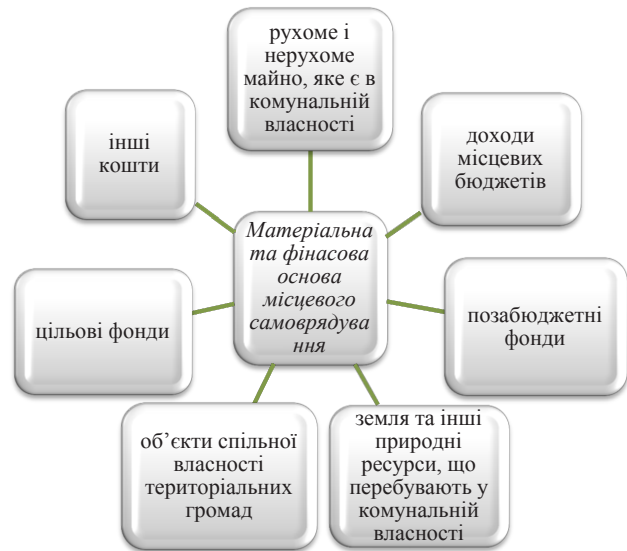 рухоме і
нерухоме
майно, яке є в
комунальній
власності
доходи
місцевих
бюджетів
позабюджетні
фонди
земля та інші
природні
ресурси, що
перебувають у
комунальній
власності
об’єкти спільної
власності
територіальних
громад
цільові фонди
інші
кошти
Матеріальна
та фінасова
основа
місцевого
самоврядува
ння